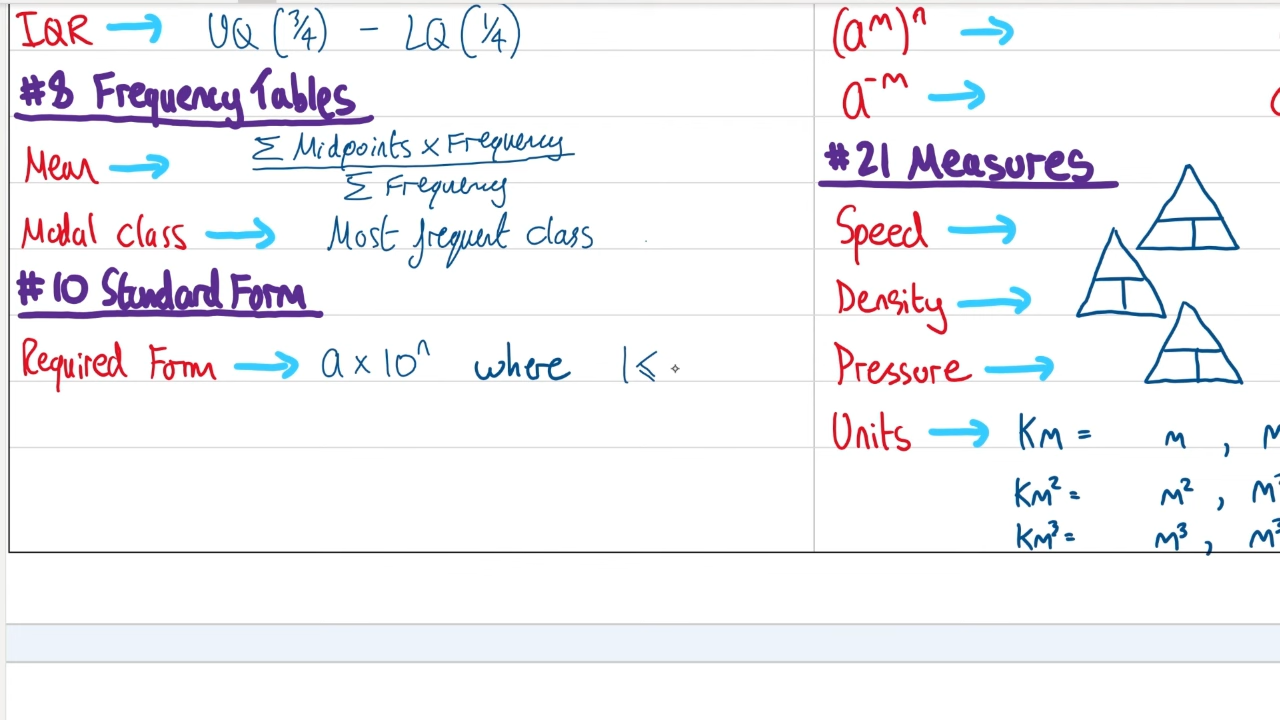 IQR → UQ (3/4) - LQ (1/4)
#8 Frequency Tables
Mean → Σ Midpoints × Frequency
Σ Frequency
Modal class → Most frequent class
#10 Standard Form
Required Form → a × 10ⁿ where 1 ≤
(aᵐ)ⁿ →
a⁻ᵐ →
#21 Measures
Speed →
Density →
Pressure →
Units → Km = m ,
Km² = m² ,
Km³ = m³ ,